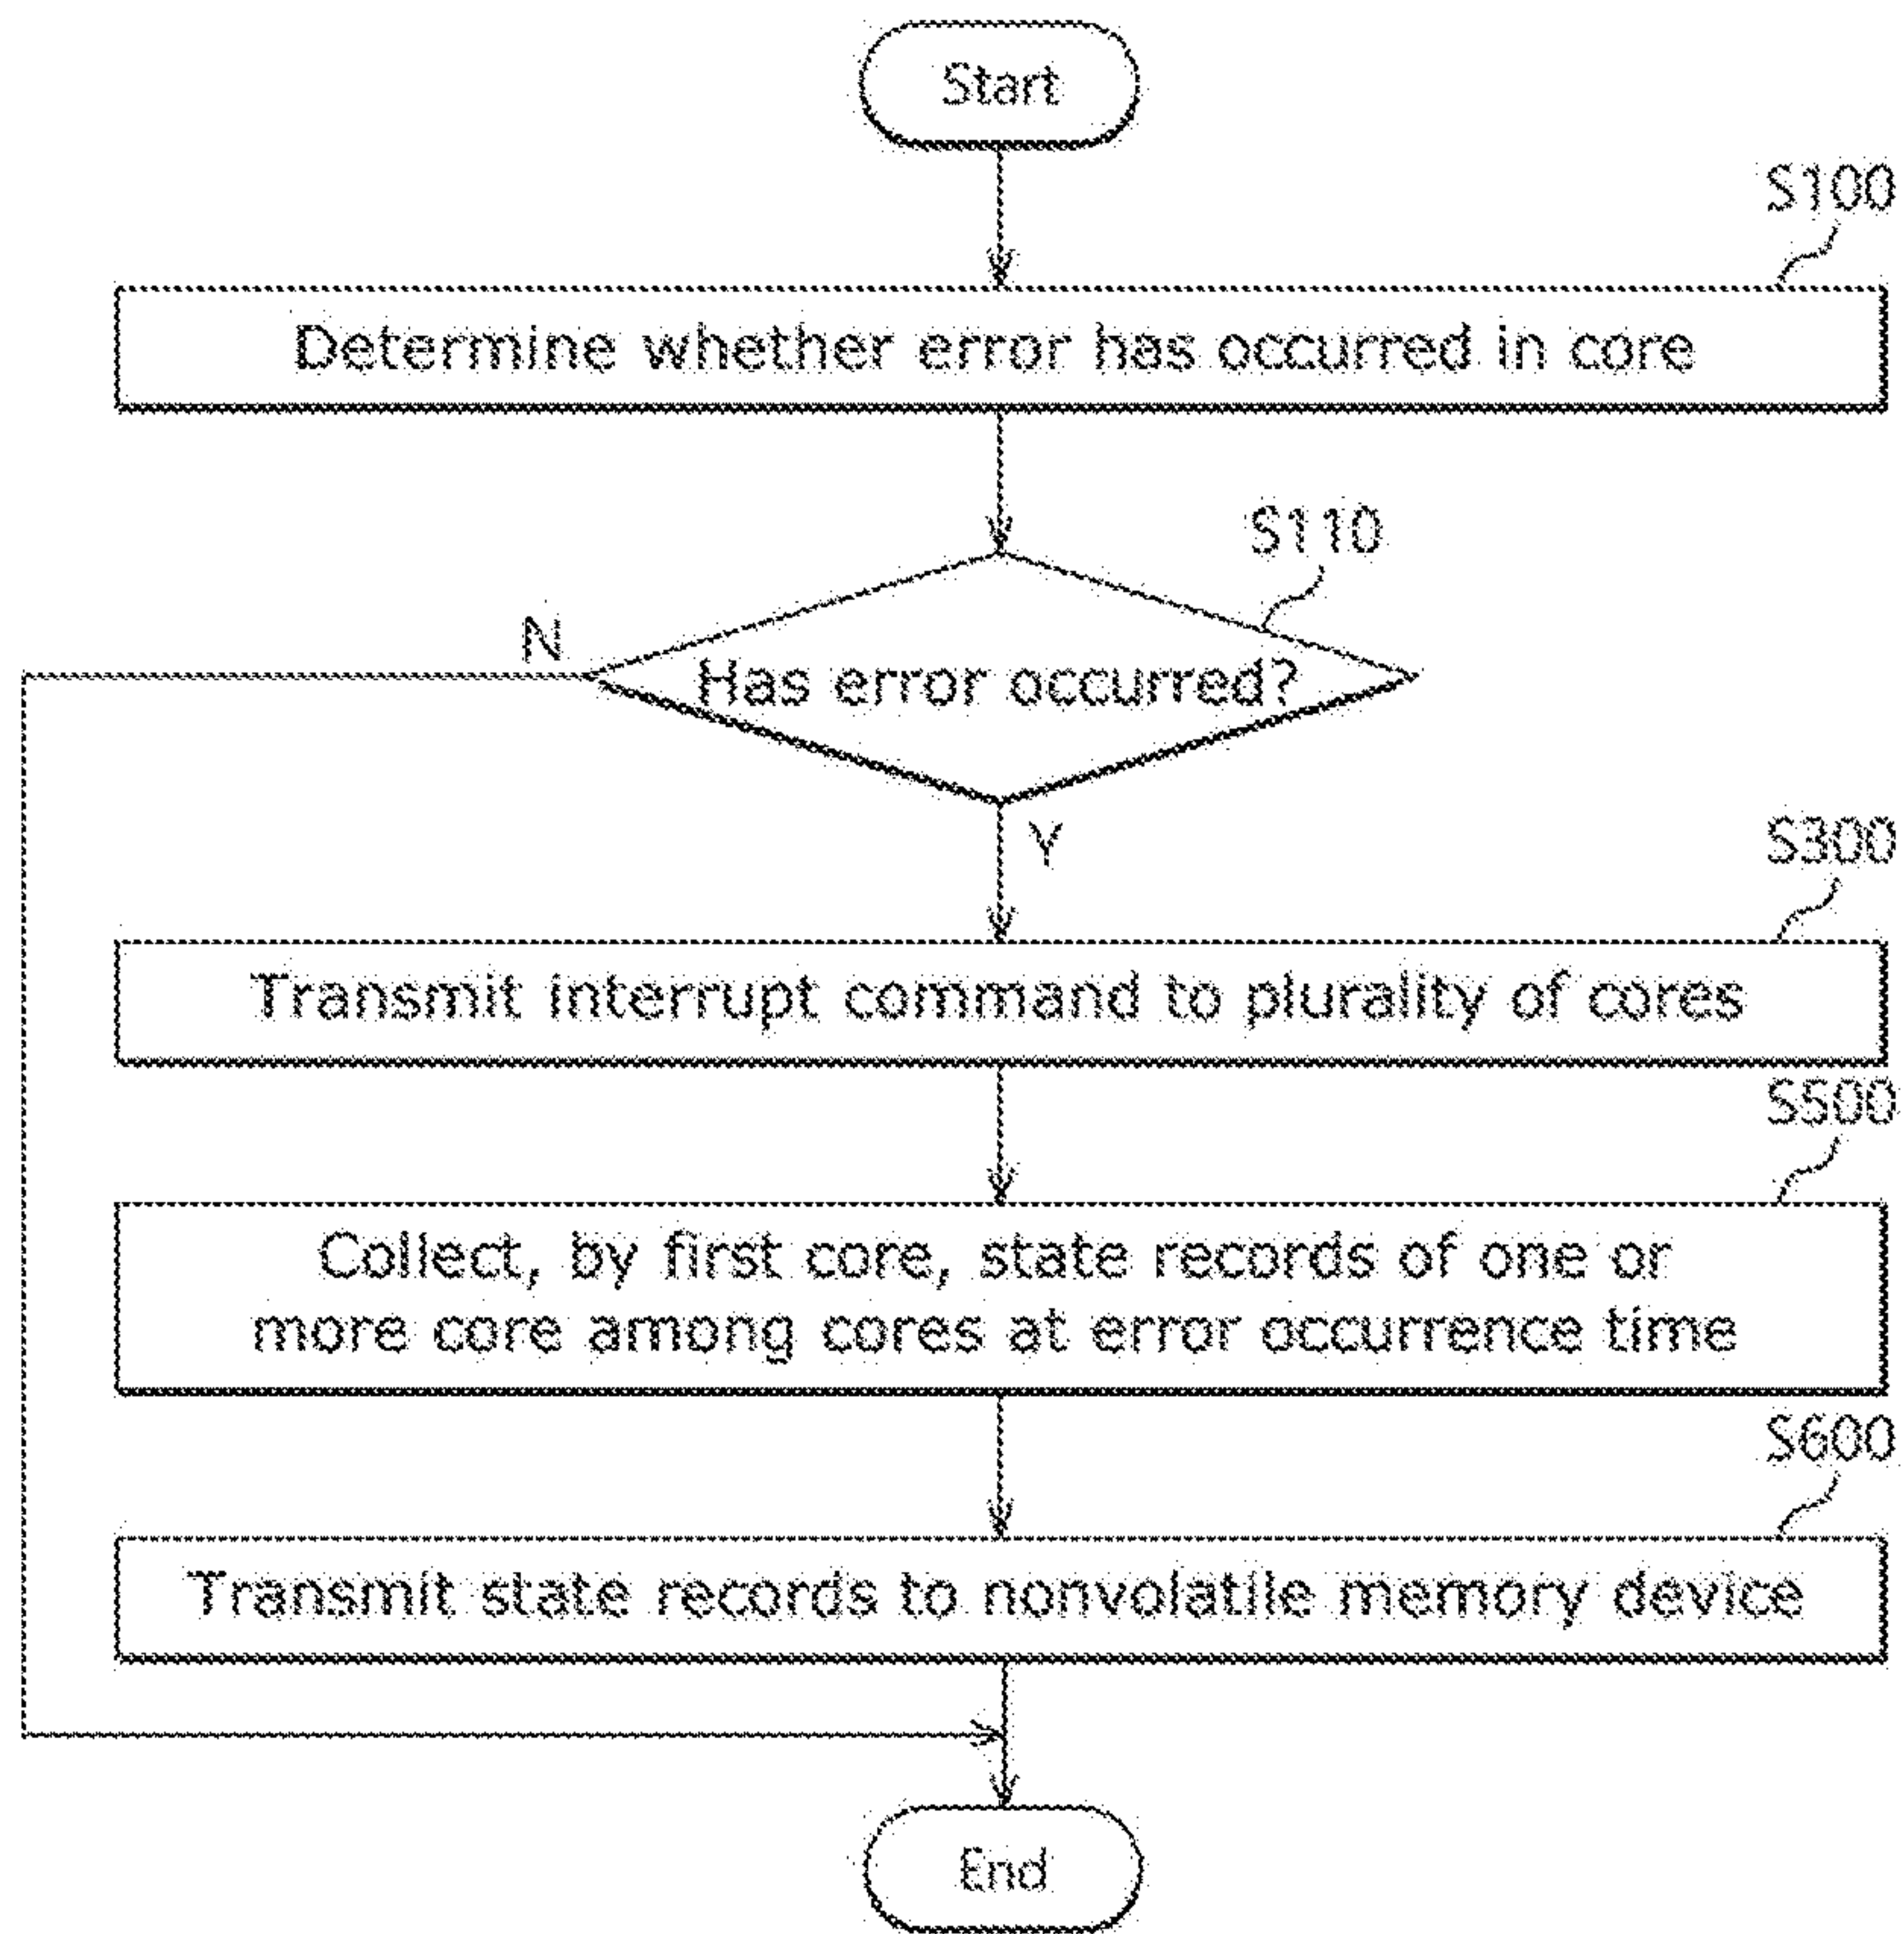 Start
S100
Determine whether error has occurred in core
S110
N
Has error occurred?
Y
S300
Transmit interrupt command to plurality of cores
S500
Collect, by first core, state records of one or
more core among cores at error occurrence time
S600
Transmit state records to nonvolatile memory device
End